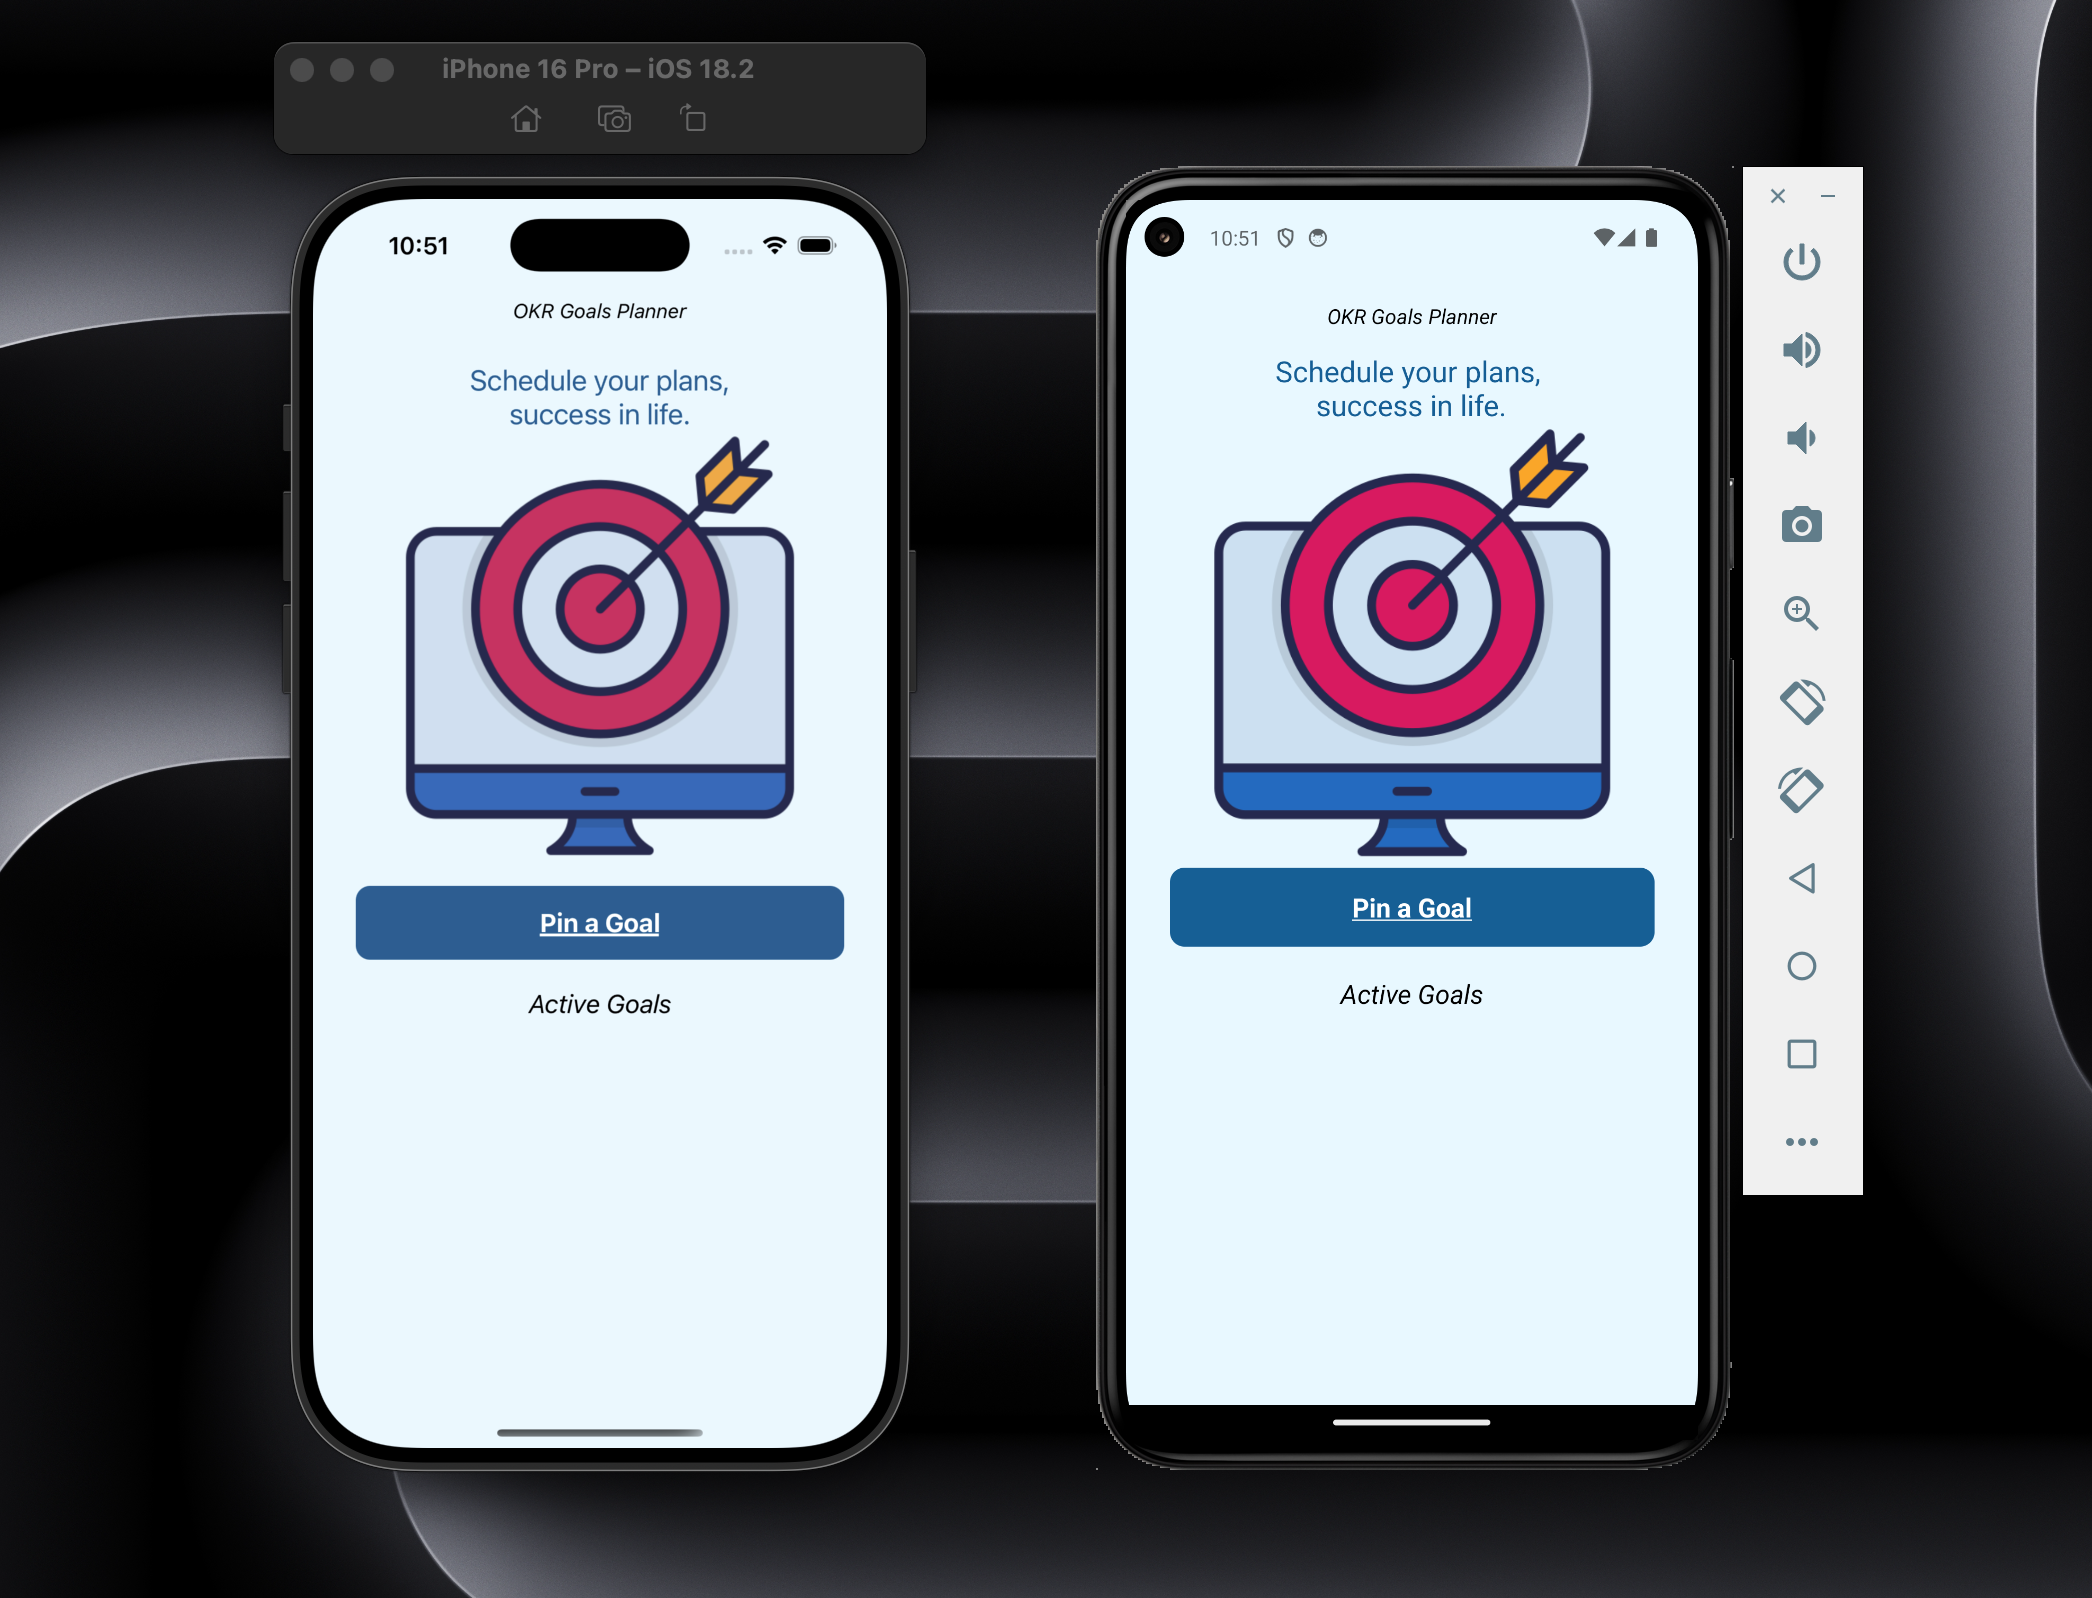 iPhone 16 Pro – iOS 18.2
10:51
OKR Goals Planner
Schedule your plans,
success in life.
Pin a Goal
Active Goals
10:51
OKR Goals Planner
Schedule your plans,
success in life.
Pin a Goal
Active Goals